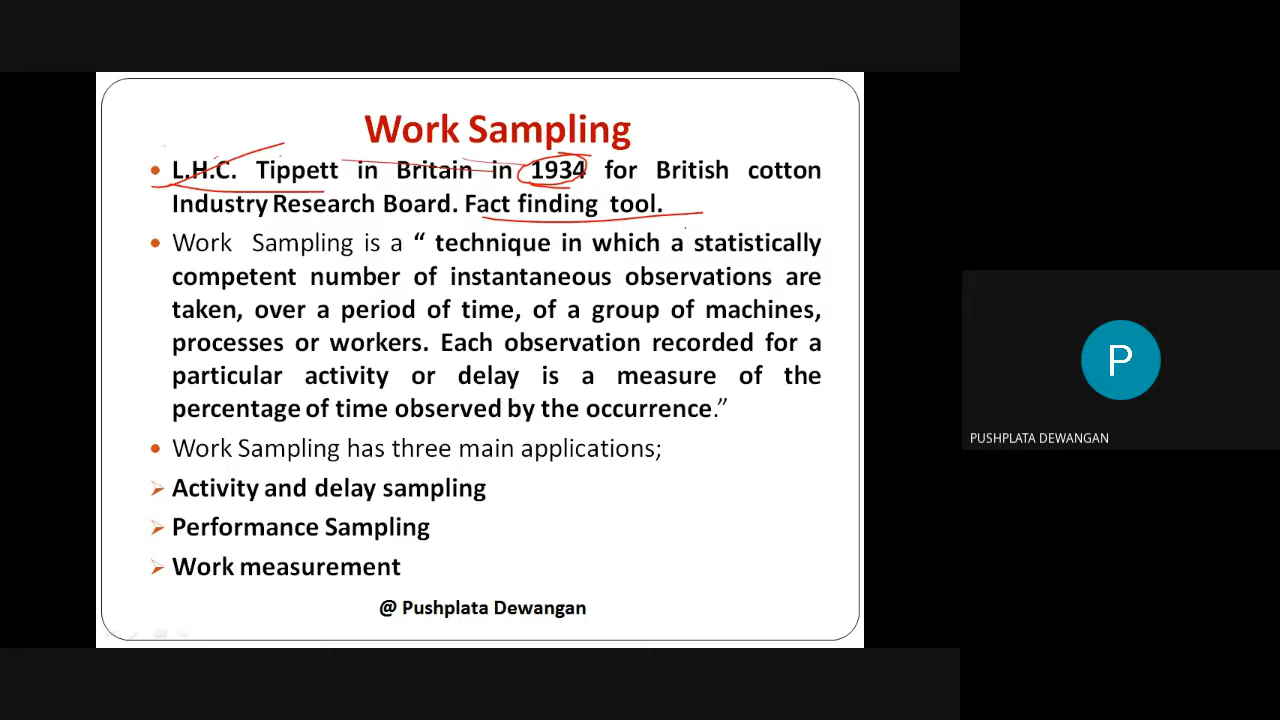 Work Sampling
• L.H.C. Tippett in Britain in 1934 for British cotton
Industry Research Board. Fact finding tool.
• Work Sampling is a “ technique in which a statistically
competent number of instantaneous observations are
taken, over a period of time, of a group of machines,
processes or workers. Each observation recorded for a
particular activity or delay is a measure of the
percentage of time observed by the occurrence.”
• Work Sampling has three main applications;
➢ Activity and delay sampling
➢ Performance Sampling
➢ Work measurement
@ Pushplata Dewangan
P
PUSHPLATA DEWANGAN